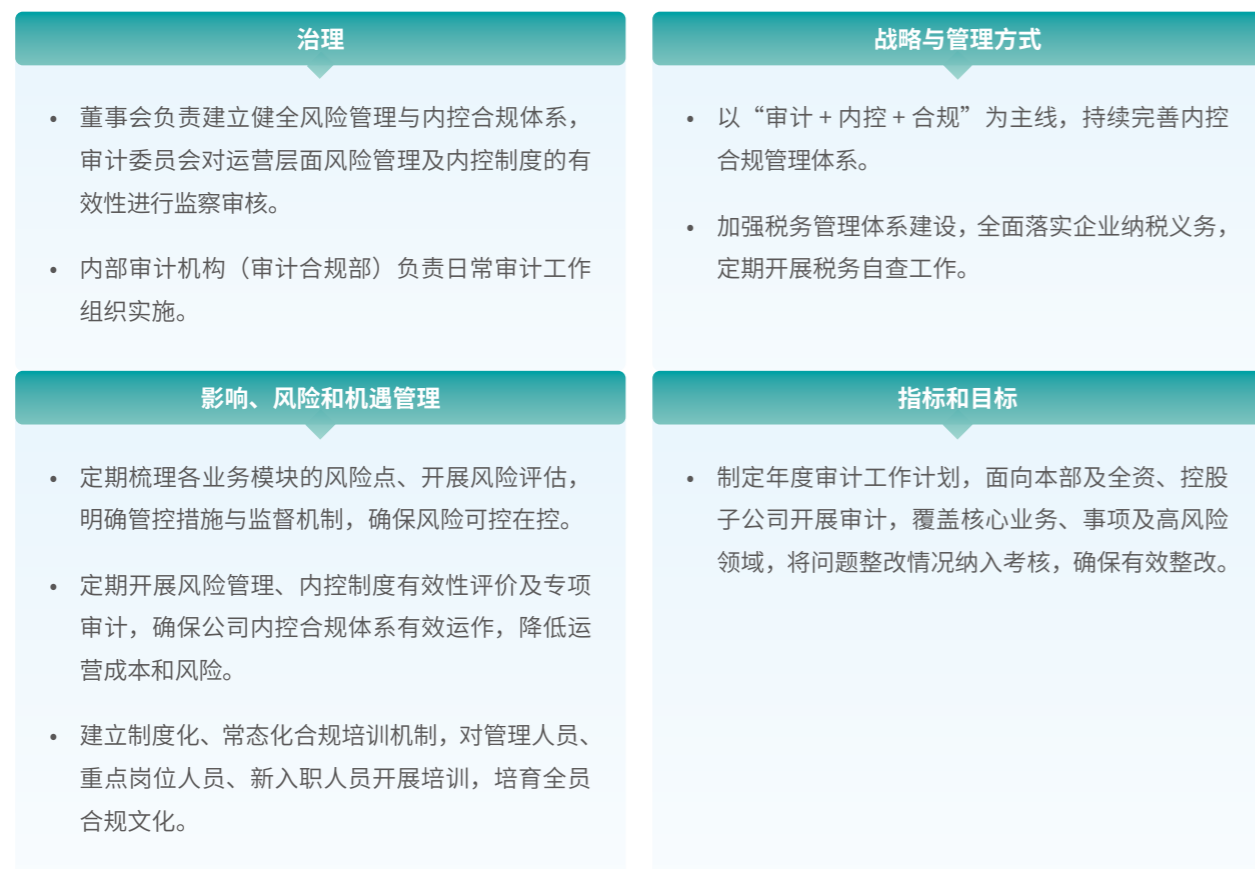 治理
• 董事会负责建立健全风险管理与内控合规体系，
审计委员会对运营层面风险管理及内控制度的有
效性进行监察审核。
• 内部审计机构（审计合规部）负责日常审计工作
组织实施。
战略与管理方式
• 以“审计 + 内控 + 合规”为主线，持续完善内控
合规管理体系。
• 加强税务管理体系建设，全面落实企业纳税义务，
定期开展税务自查工作。
影响、风险和机遇管理
• 定期梳理各业务模块的风险点、开展风险评估，
明确管控措施与监督机制，确保风险可控在控。
• 定期开展风险管理、内控制度有效性评价及专项
审计，确保公司内控合规体系有效运作，降低运
营成本和风险。
• 建立制度化、常态化合规培训机制，对管理人员、
重点岗位人员、新入职人员开展培训，培育全员
合规文化。
指标和目标
• 制定年度审计工作计划，面向本部及全资、控股
子公司开展审计，覆盖核心业务、事项及高风险
领域，将问题整改情况纳入考核，确保有效整改。